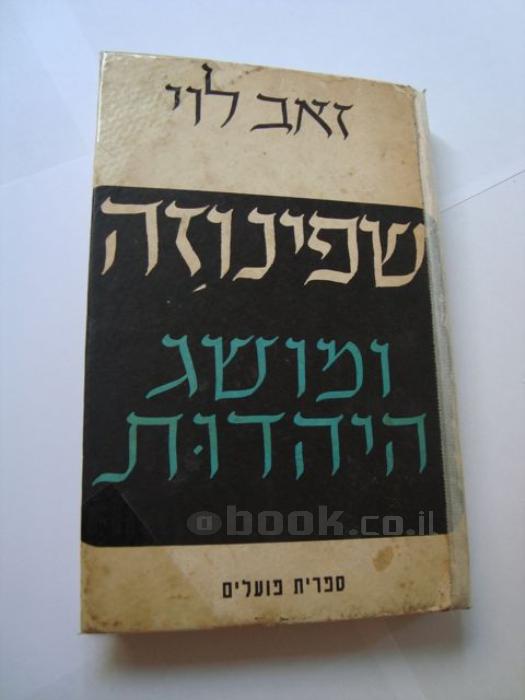 זאב לוי
שפינוזה
ומושג
היהדות
@book.co.il
ספרית פועלים